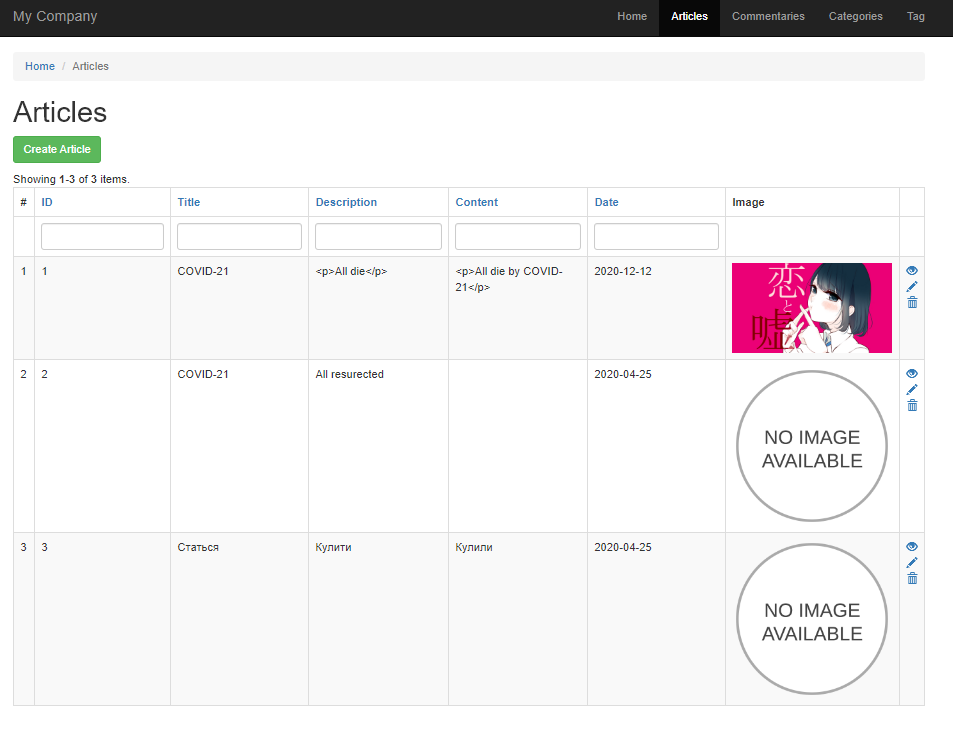 My Company
Home Articles Commentaries Categories Tag
Home / Articles
Articles
Create Article
Showing 1-3 of 3 items.
# ID Title Description Content Date Image
1 1 COVID-21 <p>All die</p> <p>All die by COVID-
21</p> 2020-12-12
恋
と
嘘
2 2 COVID-21 All resurected 2020-04-25
NO IMAGE
AVAILABLE
3 3 Статься Кулити Кулили 2020-04-25
NO IMAGE
AVAILABLE